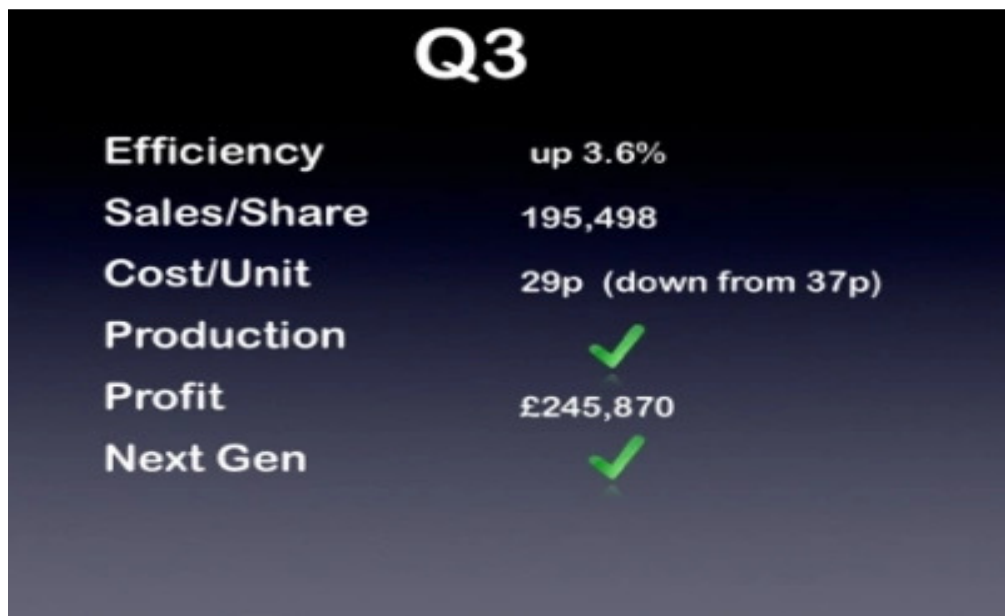 Q3
Efficiency up 3.6%
Sales/Share 195,498
Cost/Unit 29p (down from 37p)
Production
Profit £245,870
Next Gen